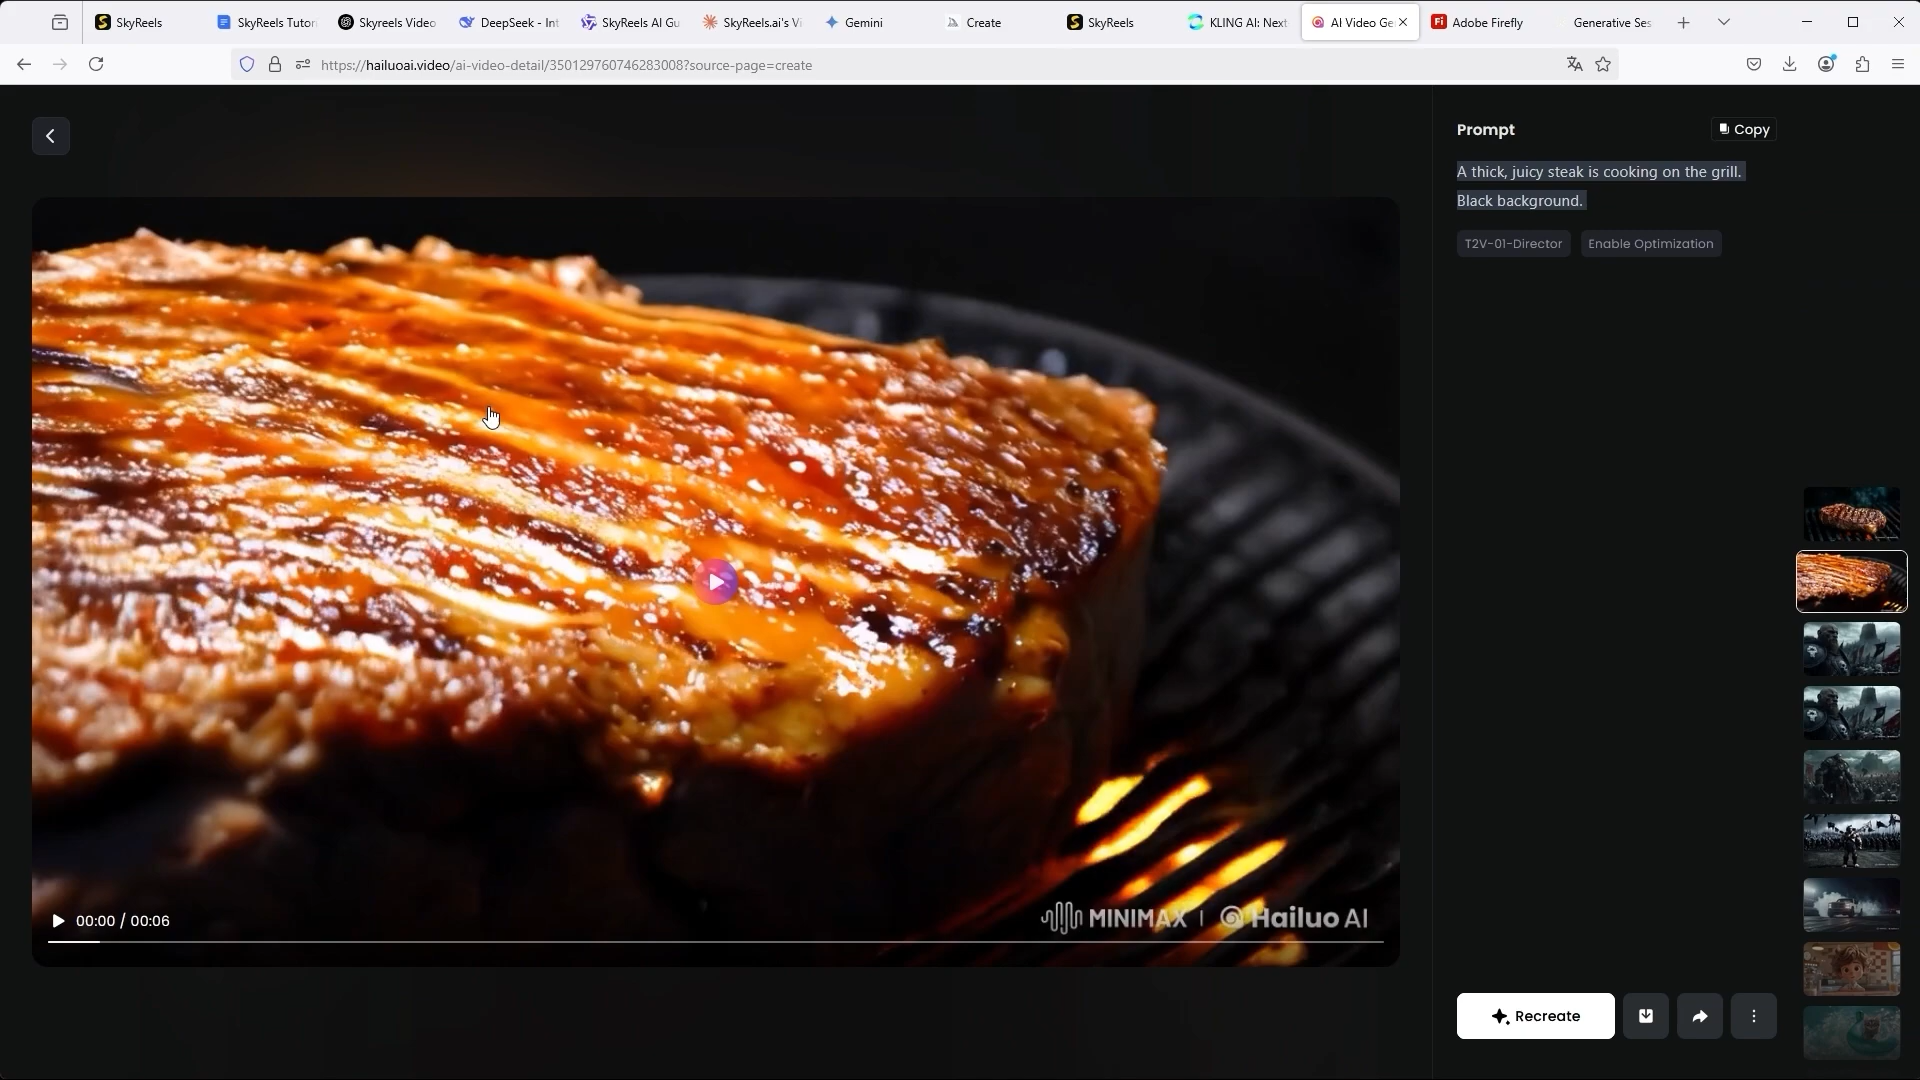 SkyReels
SkyReels Tutori
Skyreels Video
DeepSeek - Int
SkyReels AI Gu
SkyReels.ai's Vi
Gemini
Create
SkyReels
KLING AI: Next
AI Video Ge
Adobe Firefly
Generative Ses
https://hailuoai.video/ai-video-detail/350129760746283008?source-page=create
Prompt
Copy
A thick, juicy steak is cooking on the grill.
Black background.
T2V-01-Director
Enable Optimization
00:00 / 00:06
MINIMAX | Hailuo AI
Recreate